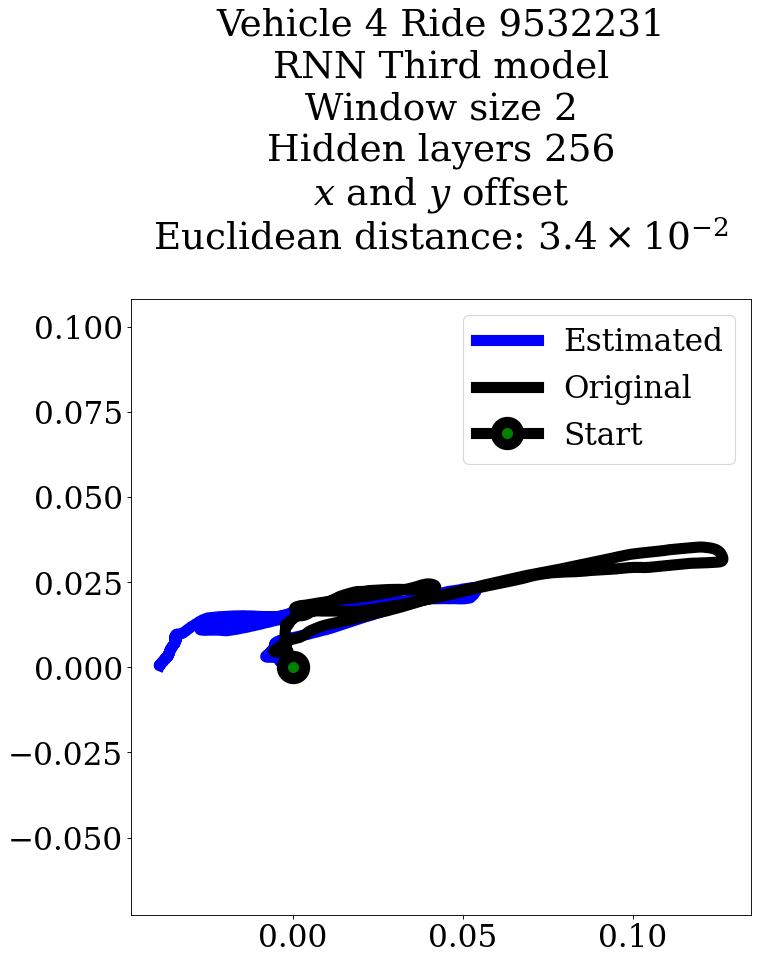 Vehicle 4 Ride 9532231
RNN Third model
Window size 2
Hidden layers 256
x and y offset
Euclidean distance: 3.4 × 10⁻²
Estimated
Original
Start
0.100
0.075
0.050
0.025
0.000
−0.025
−0.050
0.00 0.05 0.10